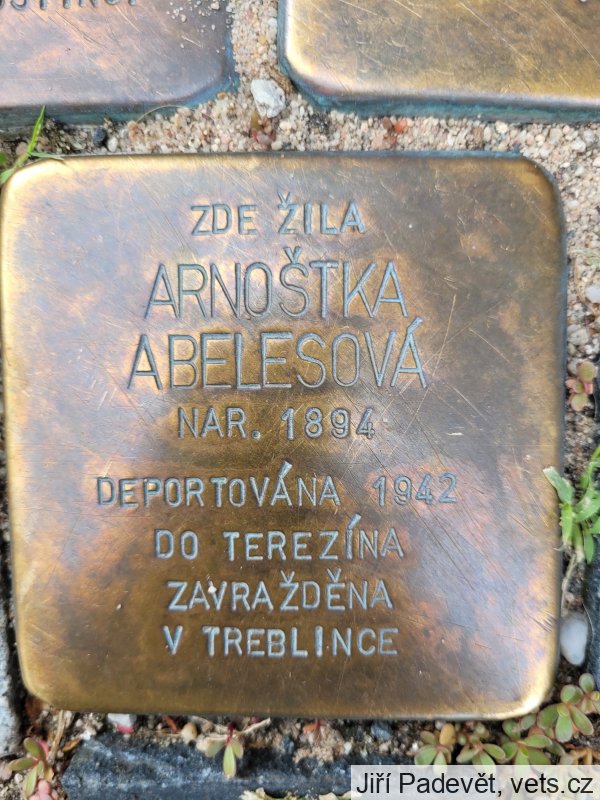 ZDE ŽILA
ARNOŠTKA
ABELESOVÁ
NAR. 1894
DEPORTOVÁNA 1942
DO TEREZÍNA
ZAVRAŽDĚNA
V TREBLINCE
Jiří Padevět, vets.cz